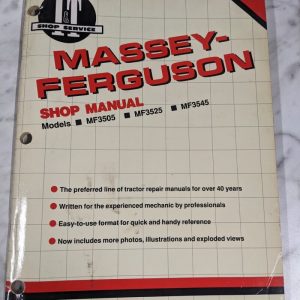 I&T
SHOP SERVICE
MASSEY-
FERGUSON
SHOP MANUAL
Models ■ MF3505 ■ MF3525 ■ MF3545
● The preferred line of tractor repair manuals for over 40 years
● Written for the experienced mechanic by professionals
● Easy-to-use format for quick and handy reference
● Now includes more photos, illustrations and exploded views